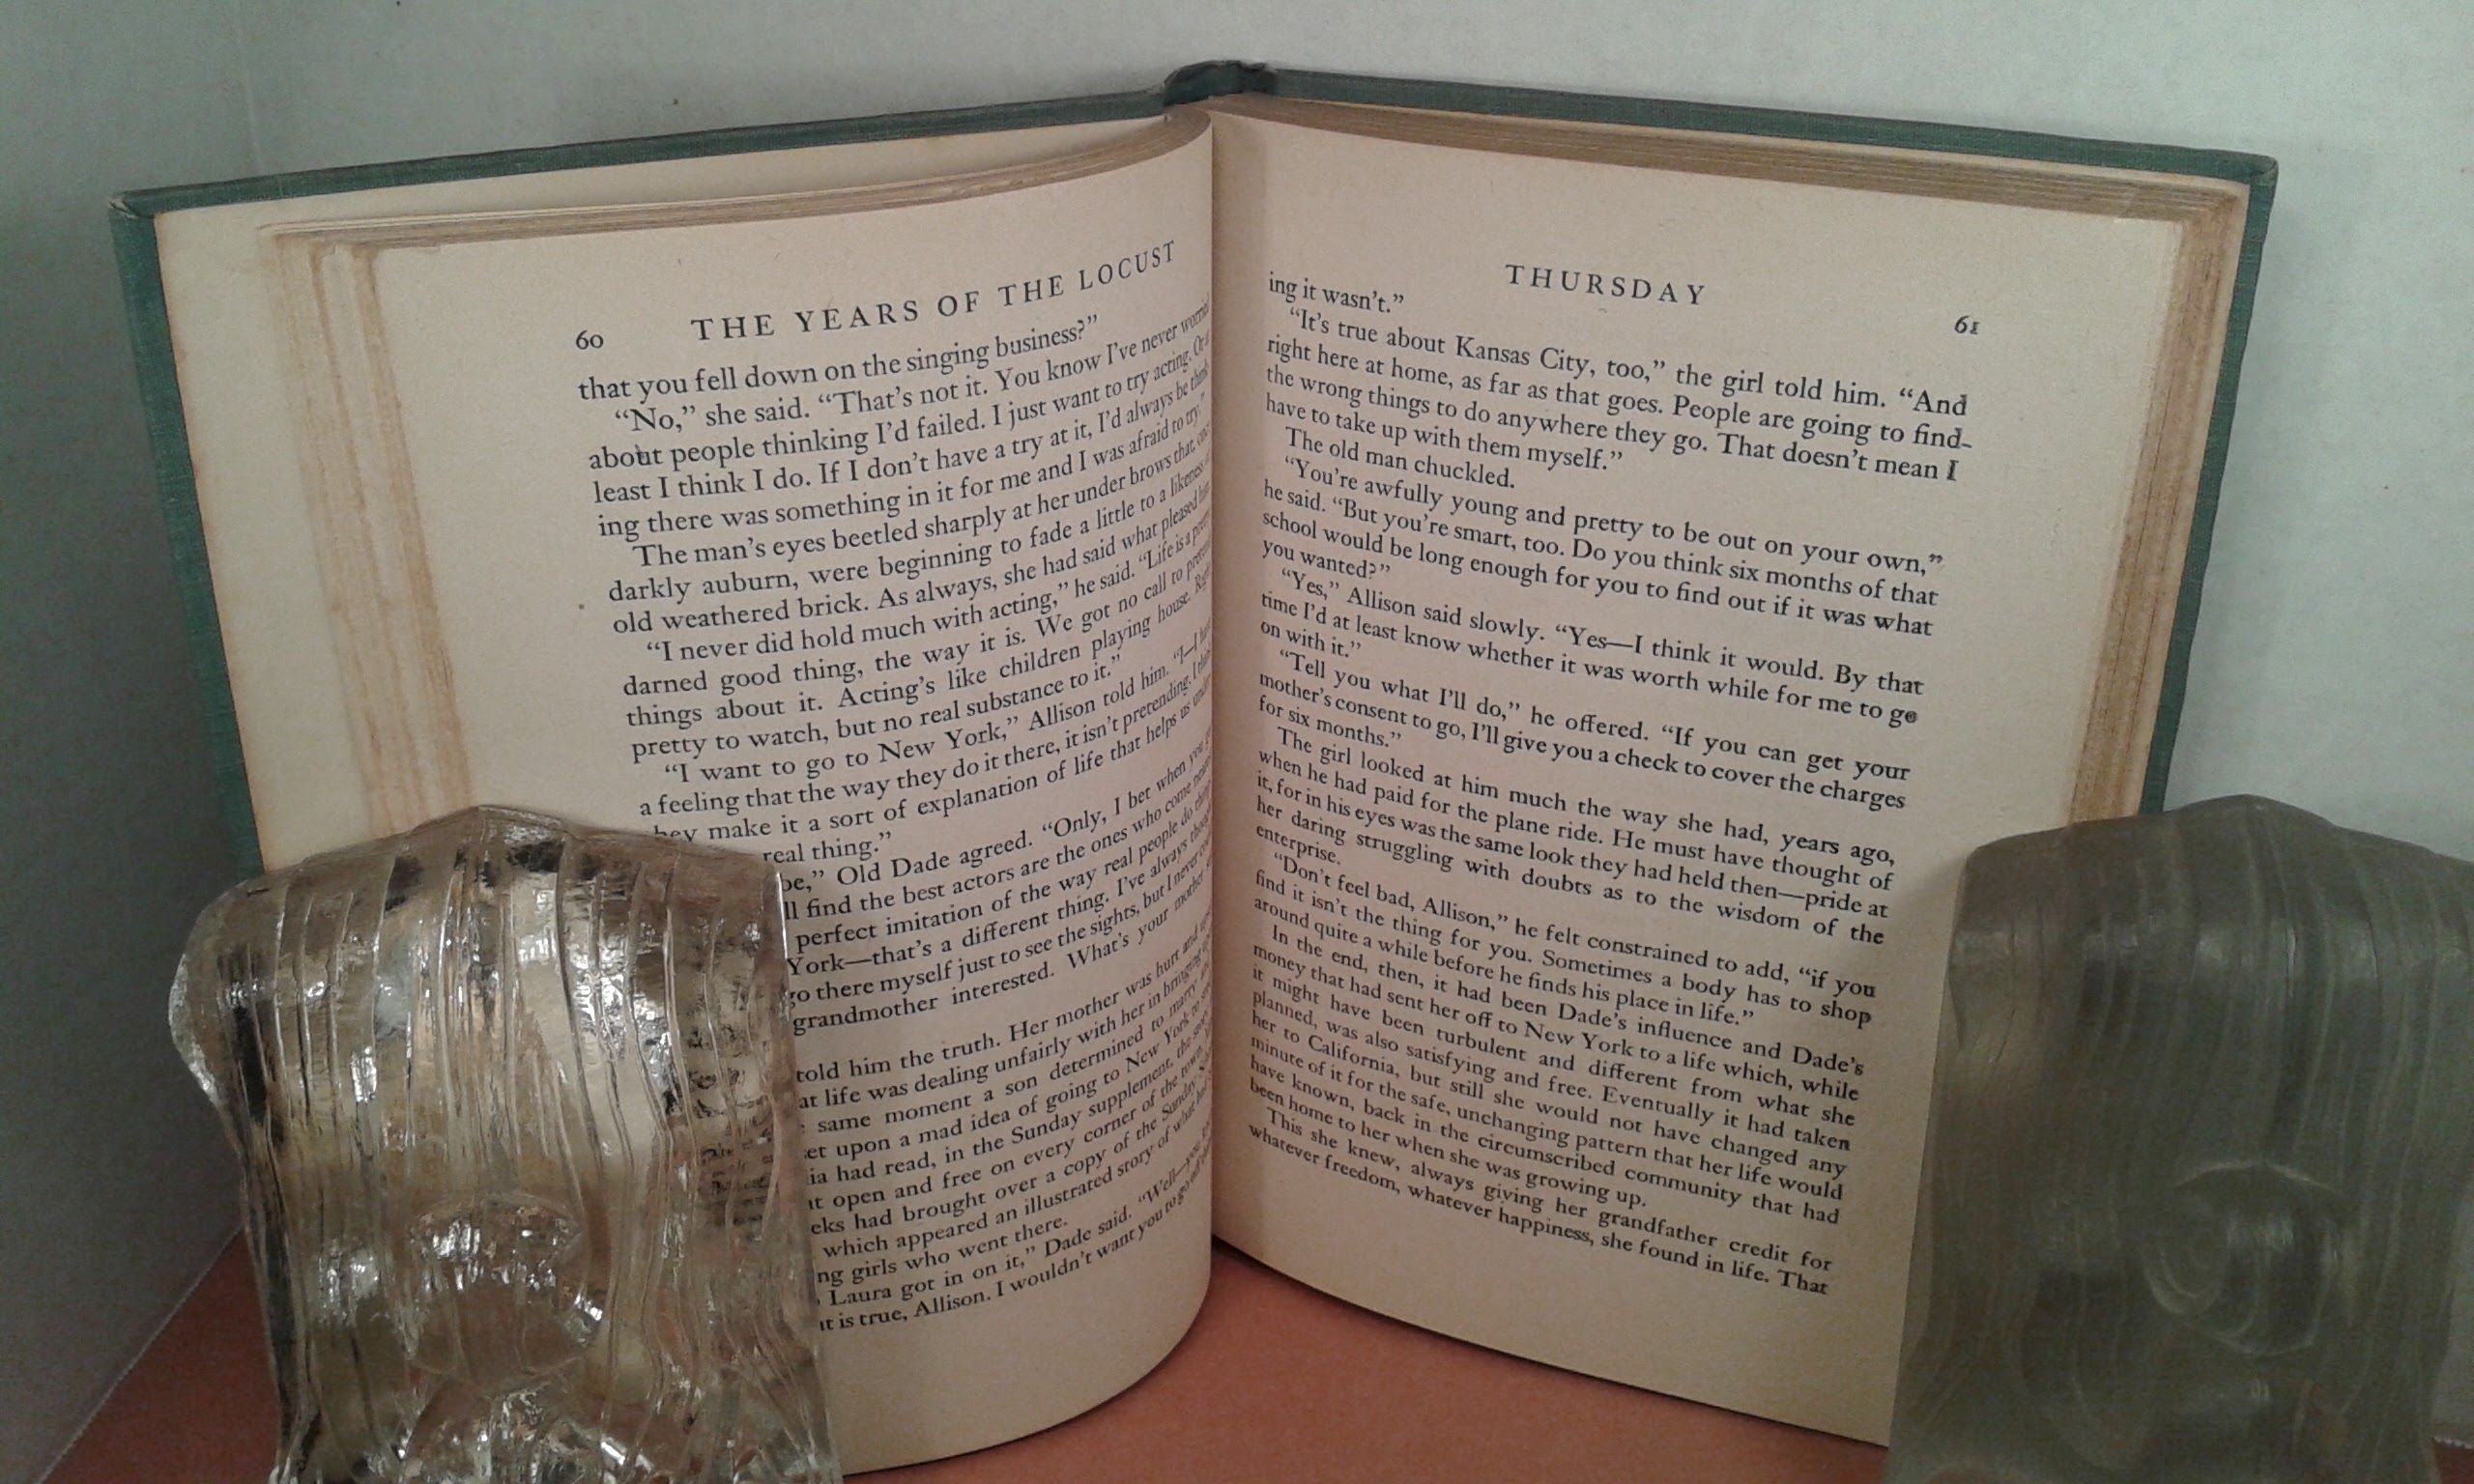 60 THE YEARS OF THE LOCUST
that you fell down on the singing business?”
“No,” she said. “That’s not it. You know I’ve never worried
about people thinking I’d failed. I just want to try acting. Or at
least I think I do. If I don’t have a try at it, I’d always be think-
ing there was something in it for me and I was afraid to try.”
The man’s eyes beetled sharply at her under brows that, once
darkly auburn, were beginning to fade a little to a likeness
old weathered brick. As always, she had said what pleased him.
“I never did hold much with acting,” he said. “Life is a pretty
darned good thing, the way it is. We got no call to pretend
things about it. Acting’s like children playing house.
pretty to watch, but no real substance to it.”
“I want to go to New York,” Allison told him. “I—I have
a feeling that the way they do it there, it isn’t pretending. I think
they make it a sort of explanation of life that helps us
real thing.”
Old Dade agreed. “Only, I bet when you
find the best actors are the ones who come
perfect imitation of the way real people do
York—that’s a different thing. I’ve always
go there myself just to see the sights, but I never
grandmother interested. What’s your mother
told him the truth. Her mother was hurt and
life was dealing unfairly with her in bringing
same moment a son determined to marry
upon a mad idea of going to New York to
had read, in the Sunday supplement, the
open and free on every corner of the town.
had brought over a copy of the Sunday
which appeared an illustrated story of what had
girls who went there.
Laura got in on it,” Dade said. “Well—
it is true, Allison. I wouldn’t want you to go off
THURSDAY 61
ing it wasn’t.”
“It’s true about Kansas City, too,” the girl told him. “And
right here at home, as far as that goes. People are going to find
the wrong things to do anywhere they go. That doesn’t mean I
have to take up with them myself.”
The old man chuckled.
“You’re awfully young and pretty to be out on your own,”
he said. “But you’re smart, too. Do you think six months of that
school would be long enough for you to find out if it was what
you wanted?”
“Yes,” Allison said slowly. “Yes—I think it would. By that
time I’d at least know whether it was worth while for me to go
on with it.”
“Tell you what I’ll do,” he offered. “If you can get your
mother’s consent to go, I’ll give you a check to cover the charges
for six months.”
The girl looked at him much the way she had, years ago,
when he had paid for the plane ride. He must have thought of
it, for in his eyes was the same look they had held then—pride at
her daring struggling with doubts as to the wisdom of the
enterprise.
“Don’t feel bad, Allison,” he felt constrained to add, “if you
find it isn’t the thing for you. Sometimes a body has to shop
around quite a while before he finds his place in life.”
In the end, then, it had been Dade’s influence and Dade’s
money that had sent her off to New York to a life which, while
it might have been turbulent and different from what she
planned, was also satisfying and free. Eventually it had taken
her to California, but still she would not have changed any
minute of it for the safe, unchanging pattern that her life would
have known, back in the circumscribed community that had
been home to her when she was growing up.
This she knew, always giving her grandfather credit for
whatever freedom, whatever happiness, she found in life. That